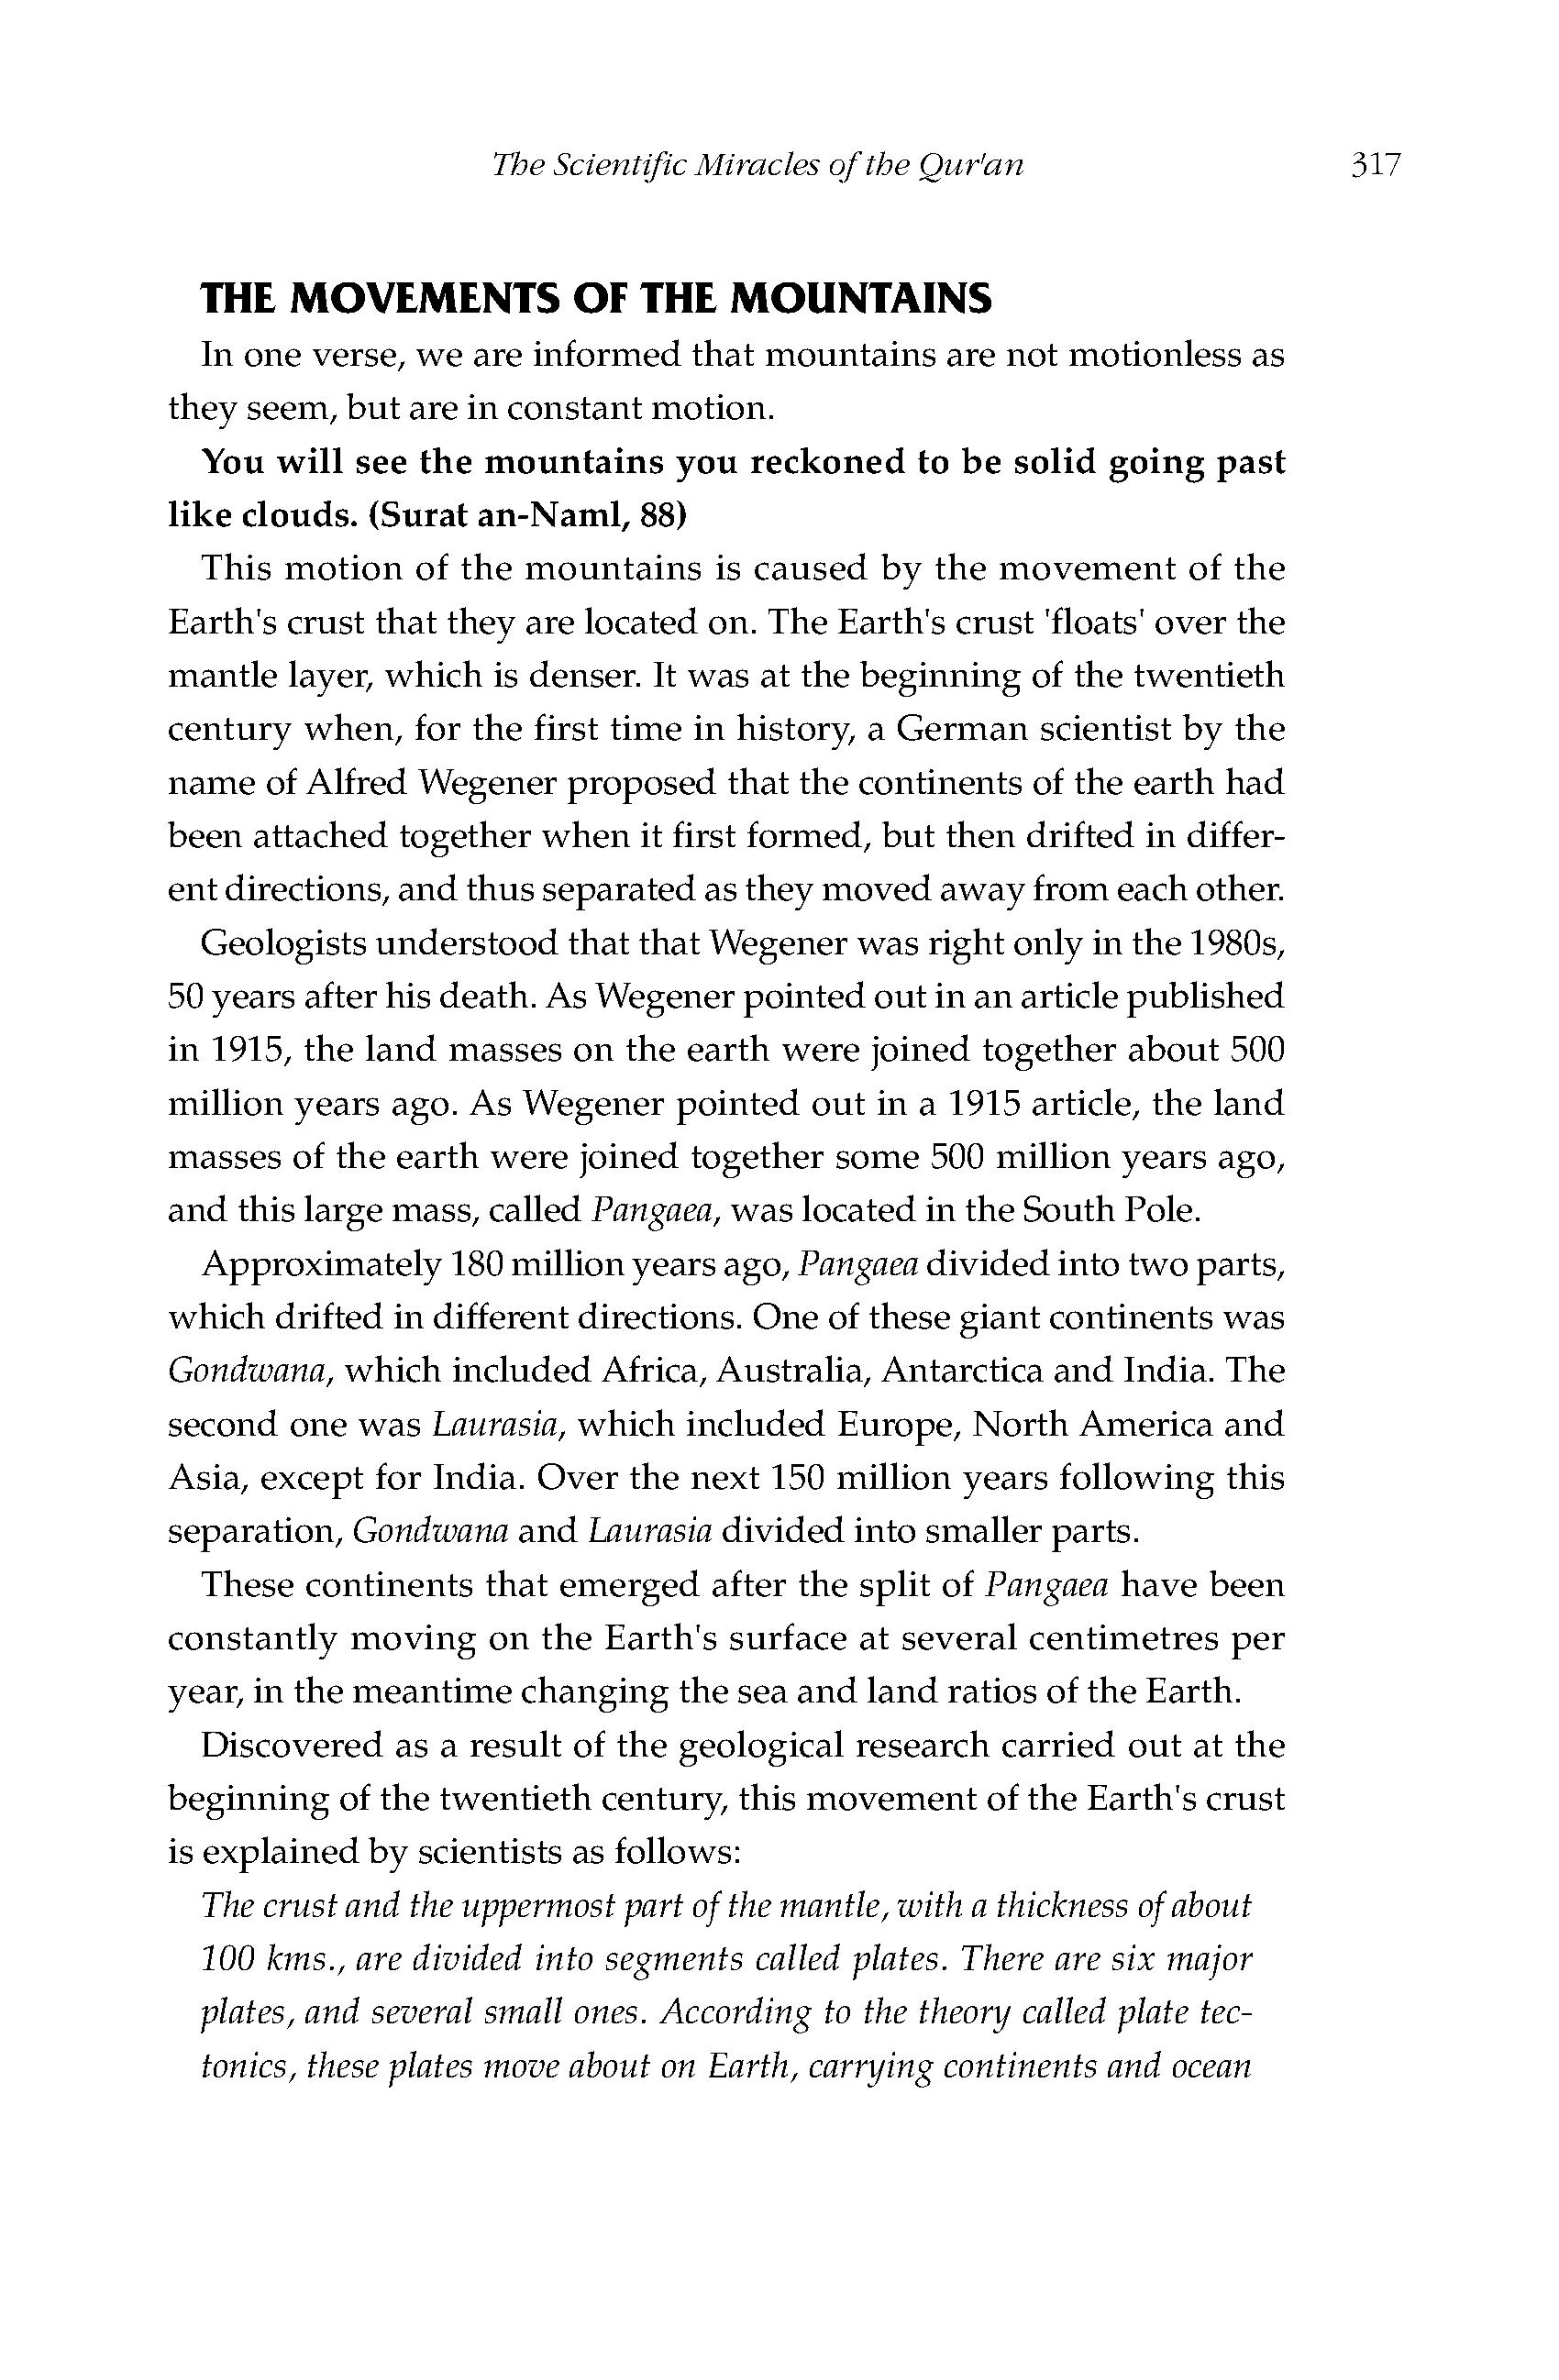 The Scientific Miracles of the Qur'an 317
THE MOVEMENTS OF THE MOUNTAINS
In one verse, we are informed that mountains are not motionless as
they seem, but are in constant motion.
You will see the mountains you reckoned to be solid going past
like clouds. (Surat an-Naml, 88)
This motion of the mountains is caused by the movement of the
Earth's crust that they are located on. The Earth's crust 'floats' over the
mantle layer, which is denser. It was at the beginning of the twentieth
century when, for the first time in history, a German scientist by the
name of Alfred Wegener proposed that the continents of the earth had
been attached together when it first formed, but then drifted in differ-
ent directions, and thus separated as they moved away from each other.
Geologists understood that that Wegener was right only in the 1980s,
50 years after his death. As Wegener pointed out in an article published
in 1915, the land masses on the earth were joined together about 500
million years ago. As Wegener pointed out in a 1915 article, the land
masses of the earth were joined together some 500 million years ago,
and this large mass, called Pangaea, was located in the South Pole.
Approximately 180 million years ago, Pangaea divided into two parts,
which drifted in different directions. One of these giant continents was
Gondwana, which included Africa, Australia, Antarctica and India. The
second one was Laurasia, which included Europe, North America and
Asia, except for India. Over the next 150 million years following this
separation, Gondwana and Laurasia divided into smaller parts.
These continents that emerged after the split of Pangaea have been
constantly moving on the Earth's surface at several centimetres per
year, in the meantime changing the sea and land ratios of the Earth.
Discovered as a result of the geological research carried out at the
beginning of the twentieth century, this movement of the Earth's crust
is explained by scientists as follows:
The crust and the uppermost part of the mantle, with a thickness of about
100 kms., are divided into segments called plates. There are six major
plates, and several small ones. According to the theory called plate tec-
tonics, these plates move about on Earth, carrying continents and ocean